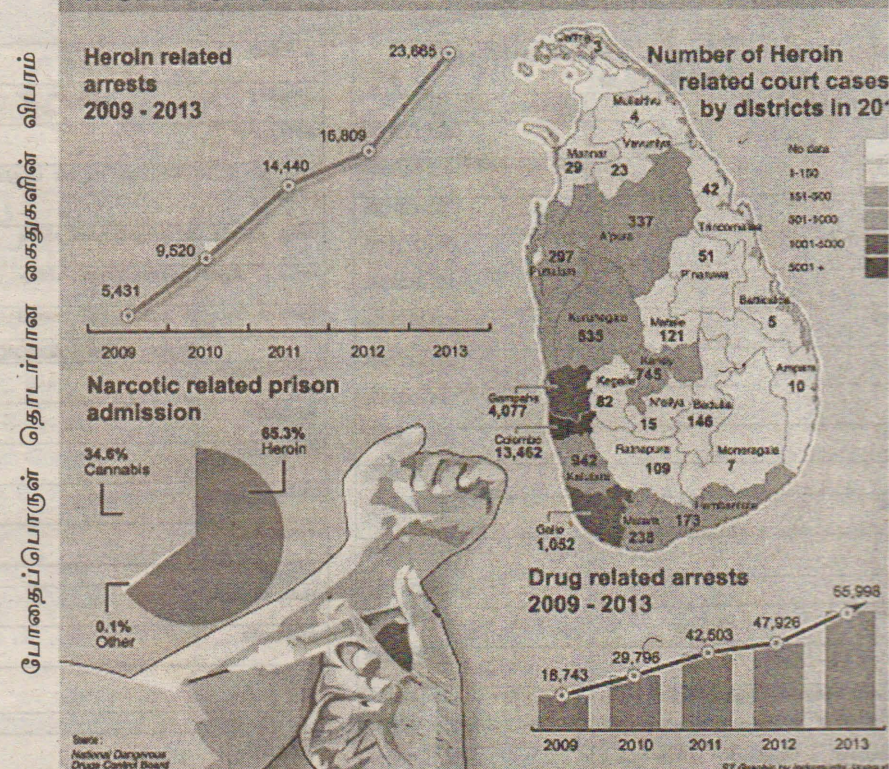 போதைப்பொருள் தொடர்பான கைதுகளின் விபரம்
Heroin related
arrests
2009 - 2013
5,431
9,520
14,440
16,809
23,665
2009 2010 2011 2012 2013
Number of Heroin
related court cases
by districts in 201
No data
1-150
151-500
501-1000
1001-5000
5001 +
3
Mullaitivu
4
Vavuniya
23
Mannar
29
42
Trincomalee
337
A'pura
297
Puttalam
51
P'naruwa
Batticaloa
5
Kurunegala
535
Matale
121
Kandy
745
Ampara
10
Kegalle
82
Gampaha
4,077
N'eliya
15
Badulla
146
Colombo
13,462
Ratnapura
109
Moneragala
7
942
Kalutara
Galle
1,052
Matara
238
173
Hambantota
Narcotic related prison
admission
34.6%
Cannabis
65.3%
Heroin
0.1%
Other
Source :
National Dangerous
Drugs Control Board
Drug related arrests
2009 - 2013
18,743
29,796
42,503
47,926
65,998
2009 2010 2011 2012 2013
ST Graphic by